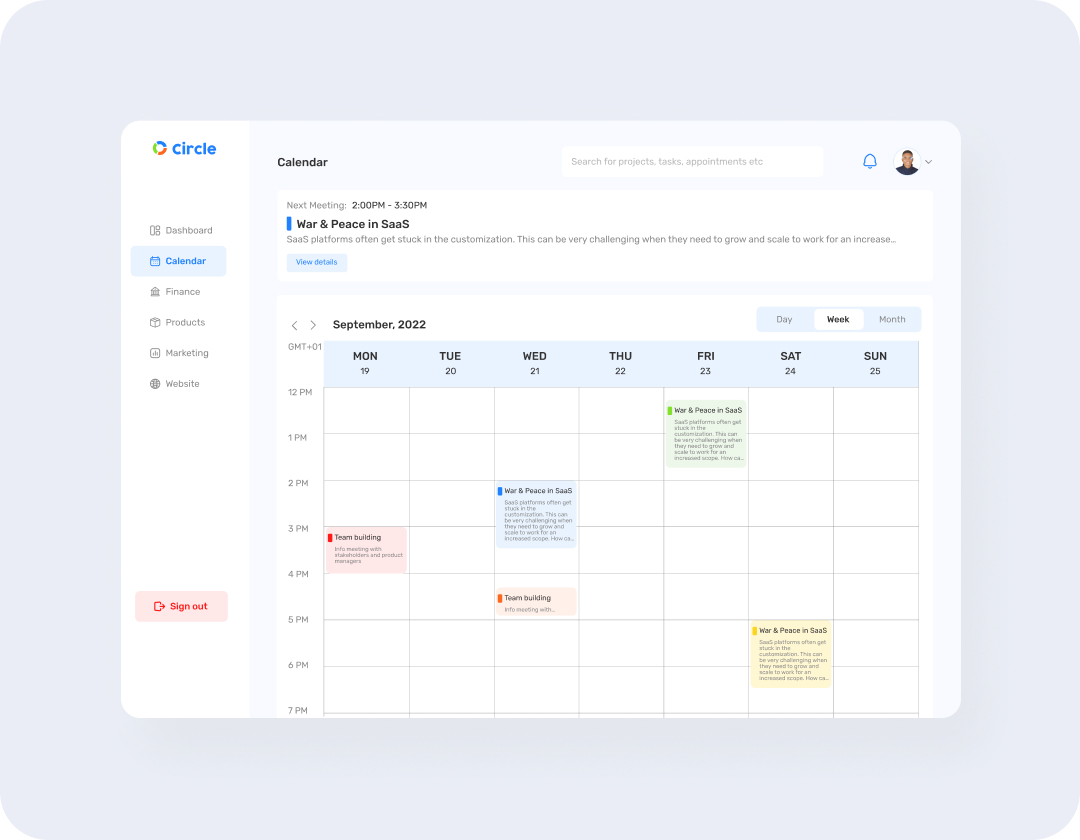 circle
Dashboard
Calendar
Finance
Products
Marketing
Website
Sign out
Calendar
Search for projects, tasks, appointments etc
Next Meeting: 2:00PM - 3:30PM
War & Peace in SaaS
SaaS platforms often get stuck in the customization. This can be very challenging when they need to grow and scale to work for an increase...
View details
September, 2022
Day
Week
Month
GMT+01
MON
TUE
WED
THU
FRI
SAT
SUN
19
20
21
22
23
24
25
12 PM
1 PM
2 PM
3 PM
4 PM
5 PM
6 PM
7 PM
Team building
Info meeting with
stakeholders and product
managers
War & Peace in SaaS
SaaS platforms often get
stuck in the
customization. This can
be very challenging when
they need to grow and
scale to work for an
increased scope. How ca...
Team building
Info meeting with...
War & Peace in SaaS
SaaS platforms often get
stuck in the
customization. This can
be very challenging when
they need to grow and
scale to work for an
increased scope. How ca...
War & Peace in SaaS
SaaS platforms often get
stuck in the
customization. This can
be very challenging when
they need to grow and
scale to work for an
increased scope. How ca...